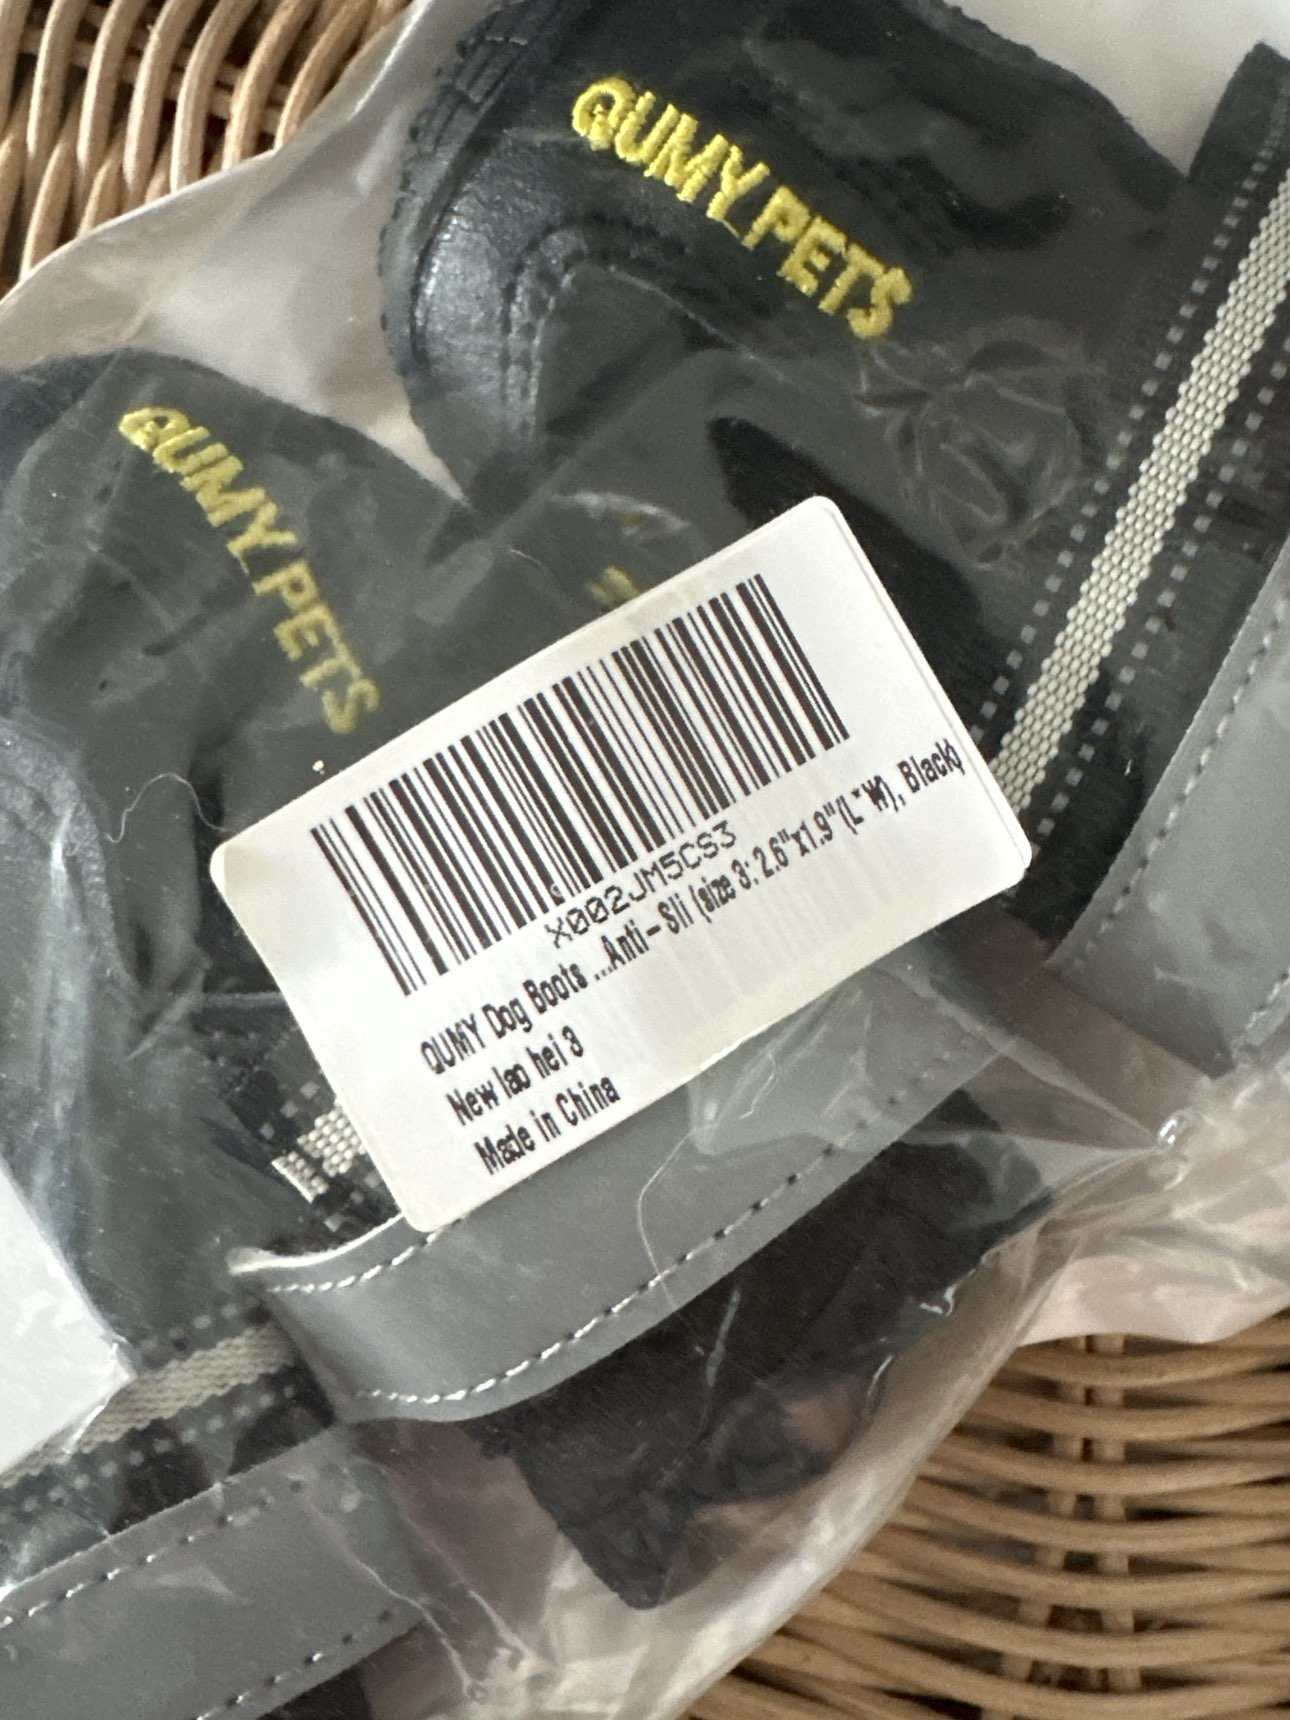 QUMY PETS
QUMY PETS
X002JM5CS3
QUMY Dog Boots ...Anti-Sli (size 3: 2.6"x1.9"(L*W), Black)
New lao hei 3
Made in China